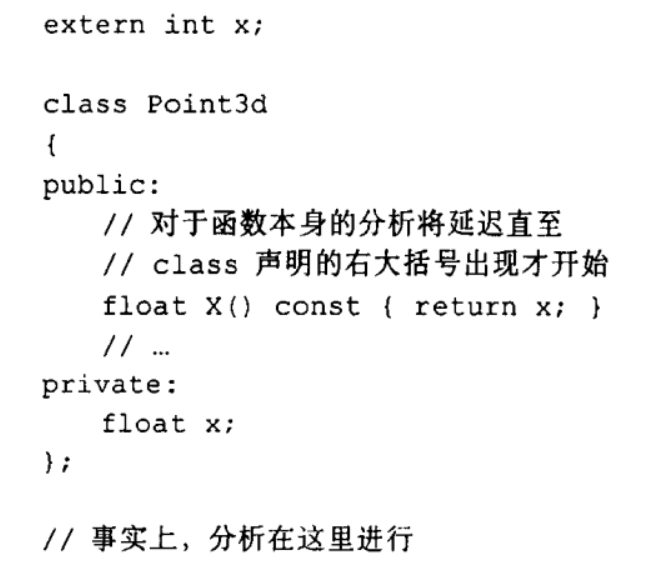 extern int x;
class Point3d
{
public:
// 对于函数本身的分析将延迟直至
// class 声明的右大括号出现才开始
float X() const { return x; }
// …
private:
float x;
};
// 事实上，分析在这里进行